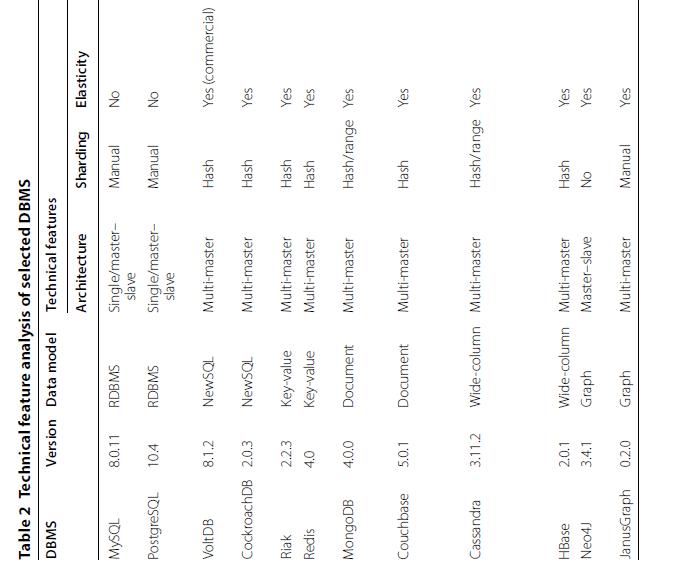 Table 2 Technical feature analysis of selected DBMS
DBMS Version Data model Technical features
Architecture Sharding Elasticity
MySQL 8.0.11 RDBMS Single/master– Manual No
slave
PostgreSQL 10.4 RDBMS Single/master– Manual No
slave
VoltDB 8.1.2 NewSQL Multi-master Hash Yes (commercial)
CockroachDB 2.0.3 NewSQL Multi-master Hash Yes
Riak 2.2.3 Key-value Multi-master Hash Yes
Redis 4.0 Key-value Multi-master Hash Yes
MongoDB 4.0.0 Document Multi-master Hash/range Yes
Couchbase 5.0.1 Document Multi-master Hash Yes
Cassandra 3.11.2 Wide-column Multi-master Hash/range Yes
HBase 2.0.1 Wide-column Multi-master Hash Yes
Neo4J 3.4.1 Graph Master–slave No Yes
JanusGraph 0.2.0 Graph Multi-master Manual Yes